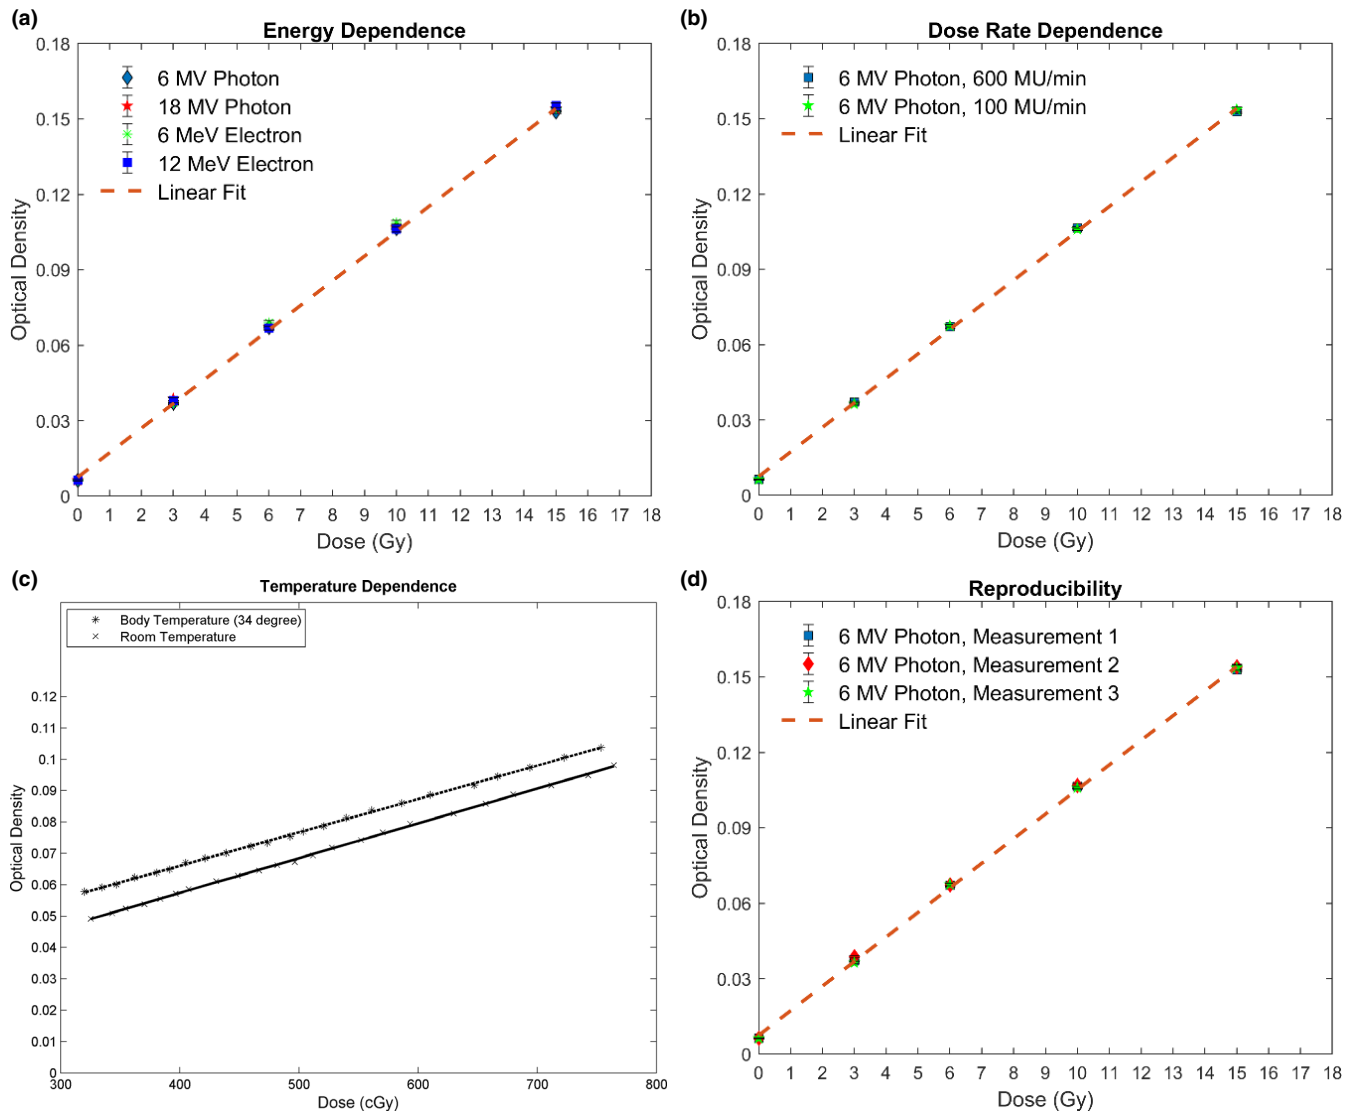 (a)
Energy Dependence
0.18
0.15
0.12
0.09
0.06
0.03
0
Optical Density
6 MV Photon
18 MV Photon
6 MeV Electron
12 MeV Electron
Linear Fit
0 1 2 3 4 5 6 7 8 9 10 11 12 13 14 15 16 17 18
Dose (Gy)
(b)
Dose Rate Dependence
0.18
0.15
0.12
0.09
0.06
0.03
0
Optical Density
6 MV Photon, 600 MU/min
6 MV Photon, 100 MU/min
Linear Fit
0 1 2 3 4 5 6 7 8 9 10 11 12 13 14 15 16 17 18
Dose (Gy)
(c)
Temperature Dependence
Body Temperature (34 degree)
Room Temperature
0.12
0.11
0.1
0.09
0.08
0.07
0.06
0.05
0.04
0.03
0.02
0.01
0
Optical Density
300 400 500 600 700 800
Dose (cGy)
(d)
Reproducibility
0.18
0.15
0.12
0.09
0.06
0.03
0
Optical Density
6 MV Photon, Measurement 1
6 MV Photon, Measurement 2
6 MV Photon, Measurement 3
Linear Fit
0 1 2 3 4 5 6 7 8 9 10 11 12 13 14 15 16 17 18
Dose (Gy)